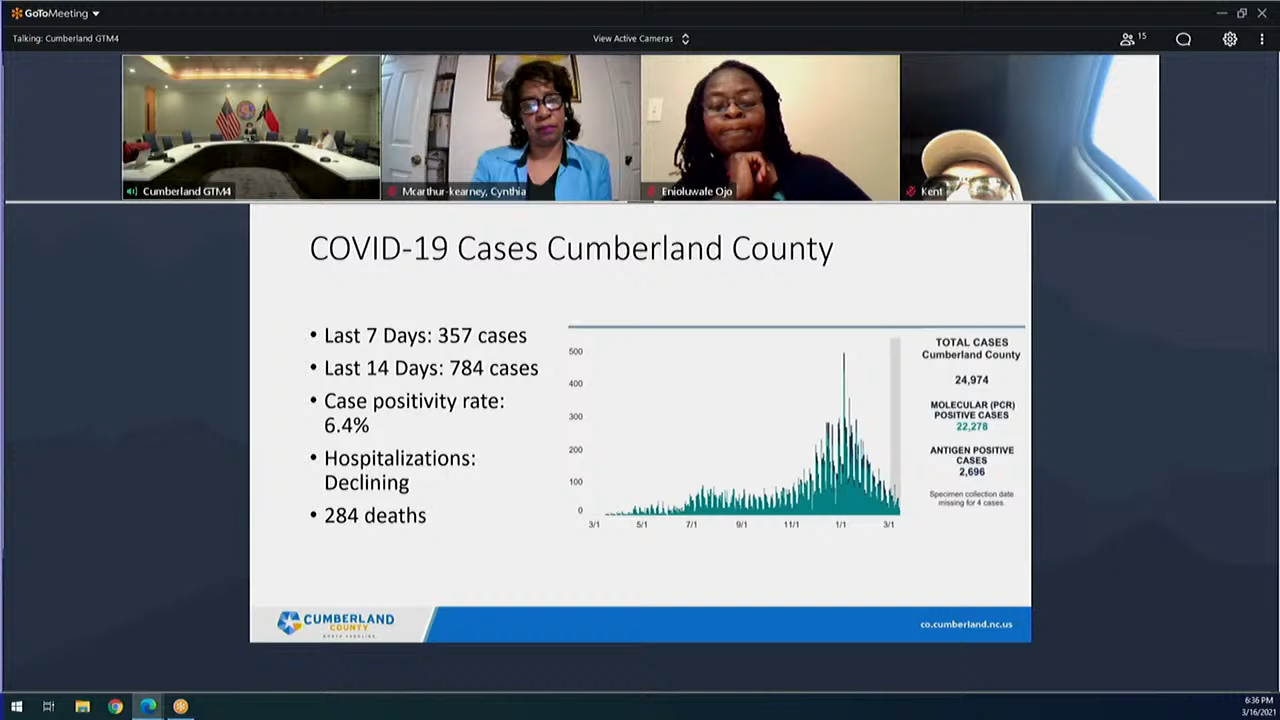 GoToMeeting
Talking: Cumberland GTM4
View Active Cameras
15
Cumberland GTM4
Mcarthur-kearney, Cynthia
Enioluwafe Ojo
Kent
COVID-19 Cases Cumberland County
• Last 7 Days: 357 cases
• Last 14 Days: 784 cases
• Case positivity rate:
6.4%
• Hospitalizations:
Declining
• 284 deaths
500
400
300
200
100
0
3/1 5/1 7/1 9/1 11/1 1/1 3/1
TOTAL CASES
Cumberland County
24,974
MOLECULAR (PCR)
POSITIVE CASES
22,278
ANTIGEN POSITIVE
CASES
2,696
Specimen collection date
missing for 4 cases.
CUMBERLAND
COUNTY
NORTH CAROLINA
co.cumberland.nc.us
6:36 PM
3/16/2021